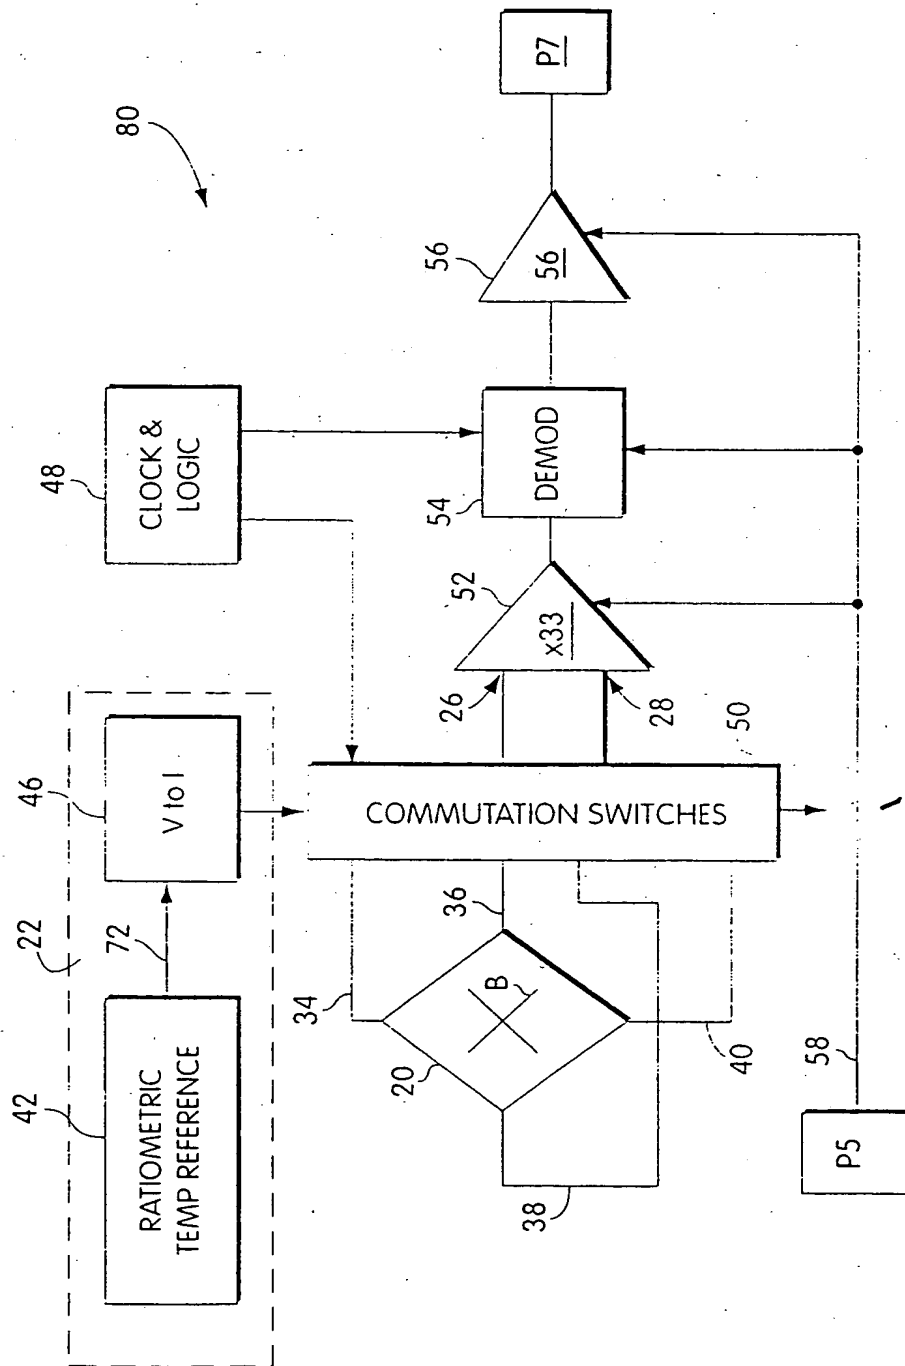 80
22
42
RATIOMETRIC
TEMP REFERENCE
72
46
V to I
48
CLOCK &
LOGIC
34
20
B
36
38
40
COMMUTATION SWITCHES
50
26
28
52
x33
54
DEMOD
56
56
P7
P5
58